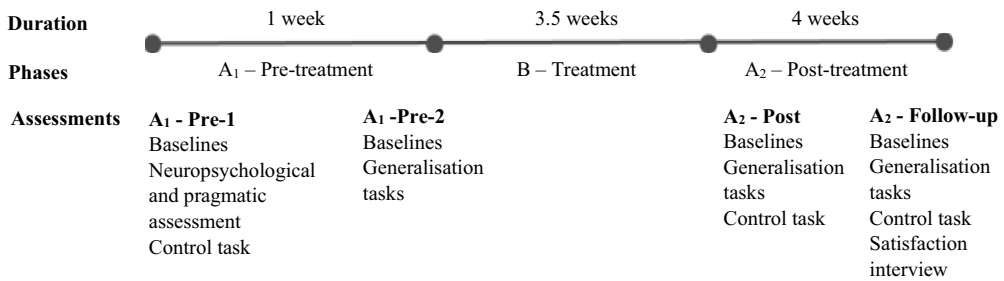 Duration 1 week 3.5 weeks 4 weeks
Phases A₁ – Pre-treatment B – Treatment A₂ – Post-treatment
Assessments
A₁ - Pre-1
Baselines
Neuropsychological
and pragmatic
assessment
Control task
A₁ -Pre-2
Baselines
Generalisation
tasks
A₂ - Post
Baselines
Generalisation
tasks
Control task
A₂ - Follow-up
Baselines
Generalisation
tasks
Control task
Satisfaction
interview